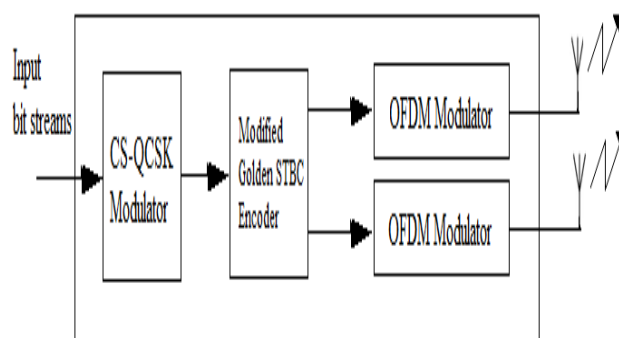 Input
bit streams
CS-QCSK
Modulator
Modified
Golden STBC
Encoder
OFDM Modulator
OFDM Modulator